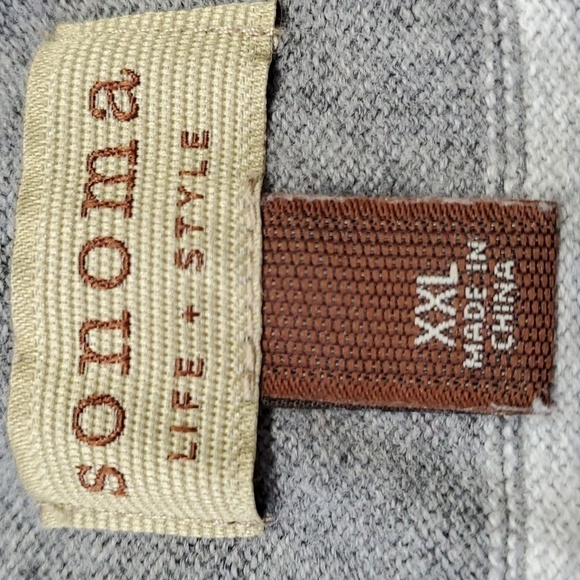 sonoma
LIFE + STYLE
XXL
MADE IN
CHINA